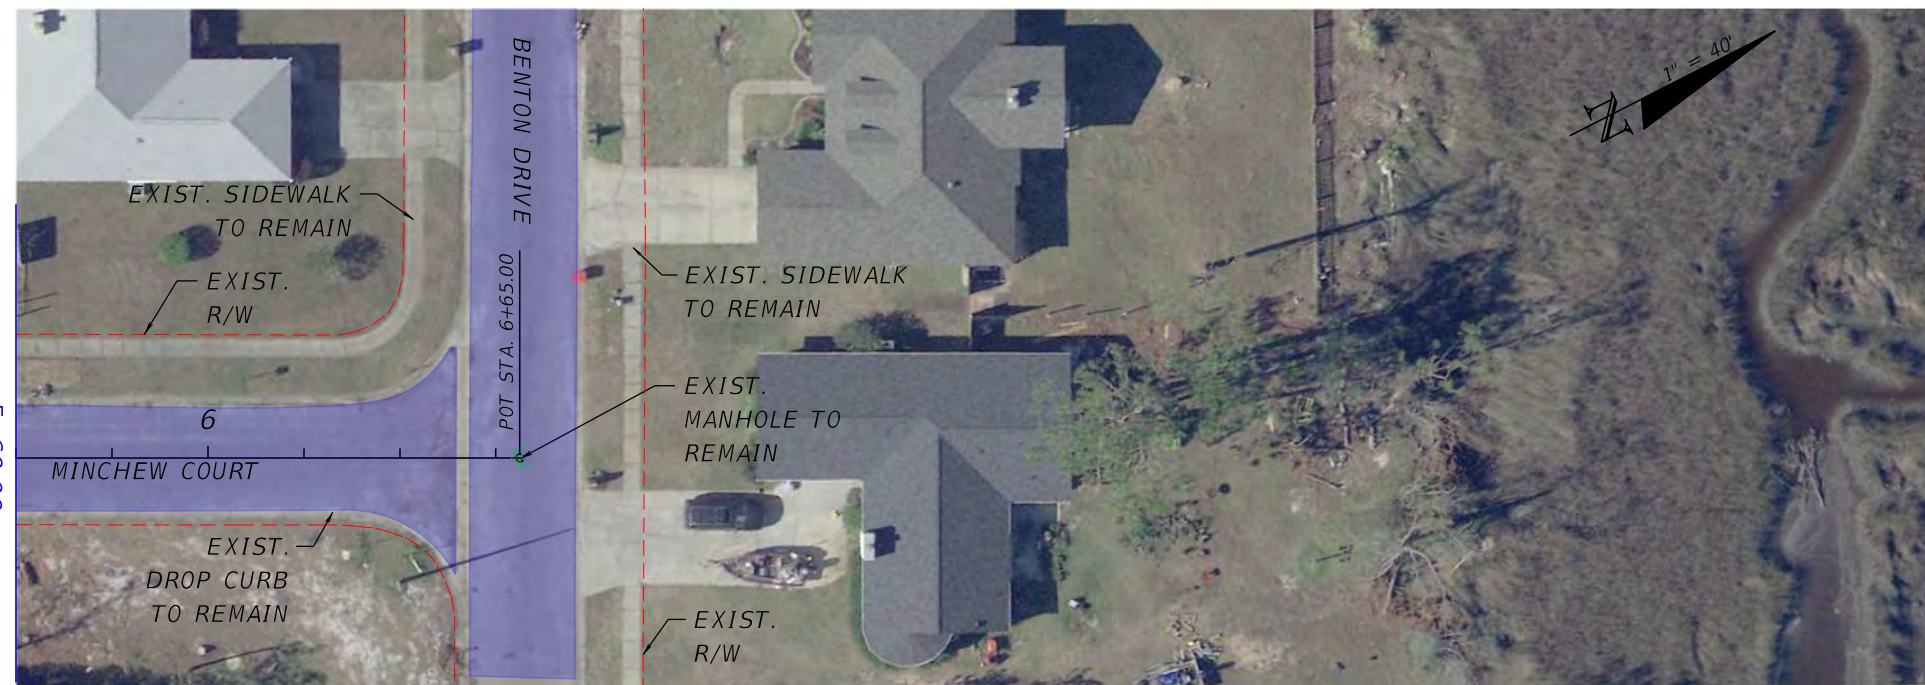 BENTON DRIVE
1" = 40'
N
EXIST. SIDEWALK
TO REMAIN
EXIST.
R/W
POT STA. 6+65.00
EXIST. SIDEWALK
TO REMAIN
EXIST.
MANHOLE TO
REMAIN
6
MINCHEW COURT
EXIST.
DROP CURB
TO REMAIN
EXIST.
R/W